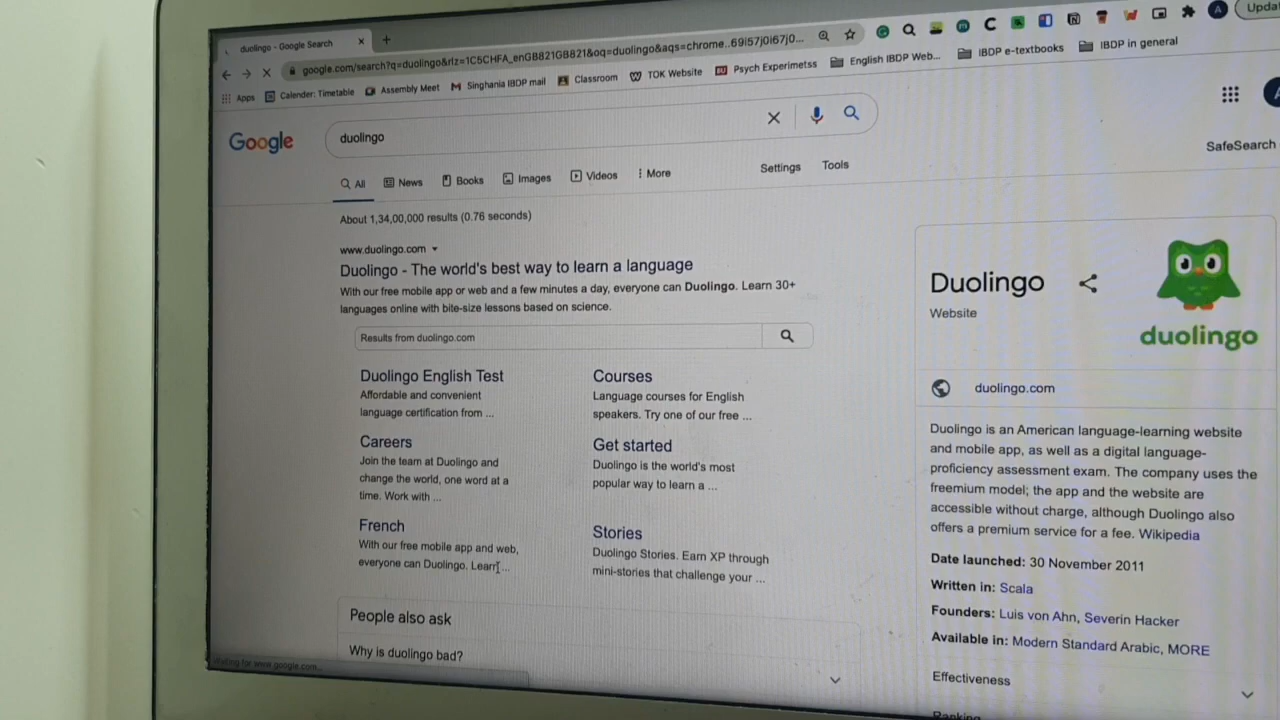 duolingo - Google Search
google.com/search?q=duolingo&rlz=1C5CHFA_enGB821GB821&oq=duolingo&aqs=chrome..69i57j0i67j0...
Apps Calender: Timetable Assembly Meet Singhania IBDP mail Classroom TOK Website Psych Experimetss English IBDP Web... IBDP e-textbooks IBDP in general
Google
duolingo
SafeSearch
All News Books Images Videos More Settings Tools
About 1,34,00,000 results (0.76 seconds)
www.duolingo.com
Duolingo - The world's best way to learn a language
With our free mobile app or web and a few minutes a day, everyone can Duolingo. Learn 30+
languages online with bite-size lessons based on science.
Results from duolingo.com
Duolingo English Test
Affordable and convenient
language certification from ...
Courses
Language courses for English
speakers. Try one of our free ...
Careers
Join the team at Duolingo and
change the world, one word at a
time. Work with ...
Get started
Duolingo is the world's most
popular way to learn a ...
French
With our free mobile app and web,
everyone can Duolingo. Learn ...
Stories
Duolingo Stories. Earn XP through
mini-stories that challenge your ...
People also ask
Why is duolingo bad?
Waiting for www.google.com...
Duolingo
Website
duolingo
duolingo.com
Duolingo is an American language-learning website
and mobile app, as well as a digital language-
proficiency assessment exam. The company uses the
freemium model; the app and the website are
accessible without charge, although Duolingo also
offers a premium service for a fee. Wikipedia
Date launched: 30 November 2011
Written in: Scala
Founders: Luis von Ahn, Severin Hacker
Available in: Modern Standard Arabic, MORE
Effectiveness